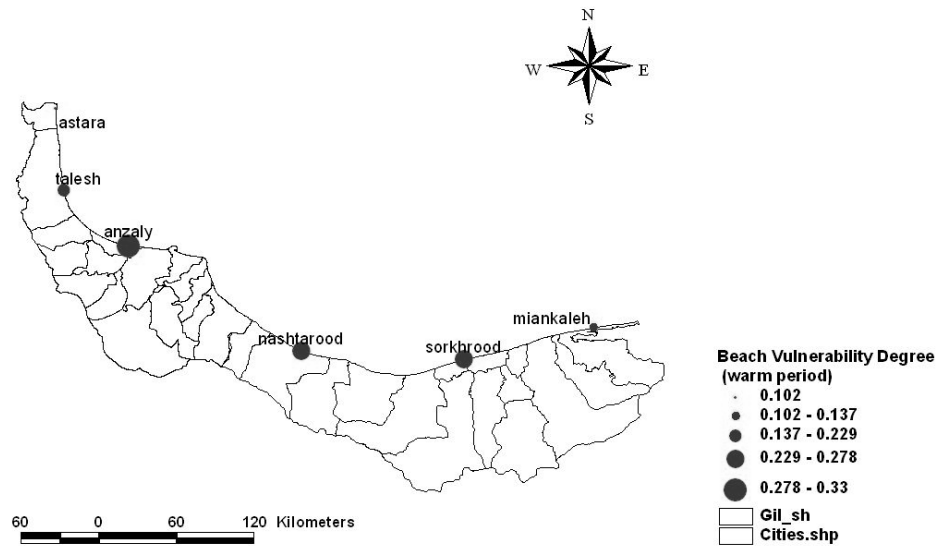 N
W E
S
astara
talesh
anzaly
nashtarood
sorkhrood
miankaleh
Beach Vulnerability Degree
(warm period)
0.102
0.102 - 0.137
0.137 - 0.229
0.229 - 0.278
0.278 - 0.33
Gil_sh
Cities.shp
60 0 60 120 Kilometers